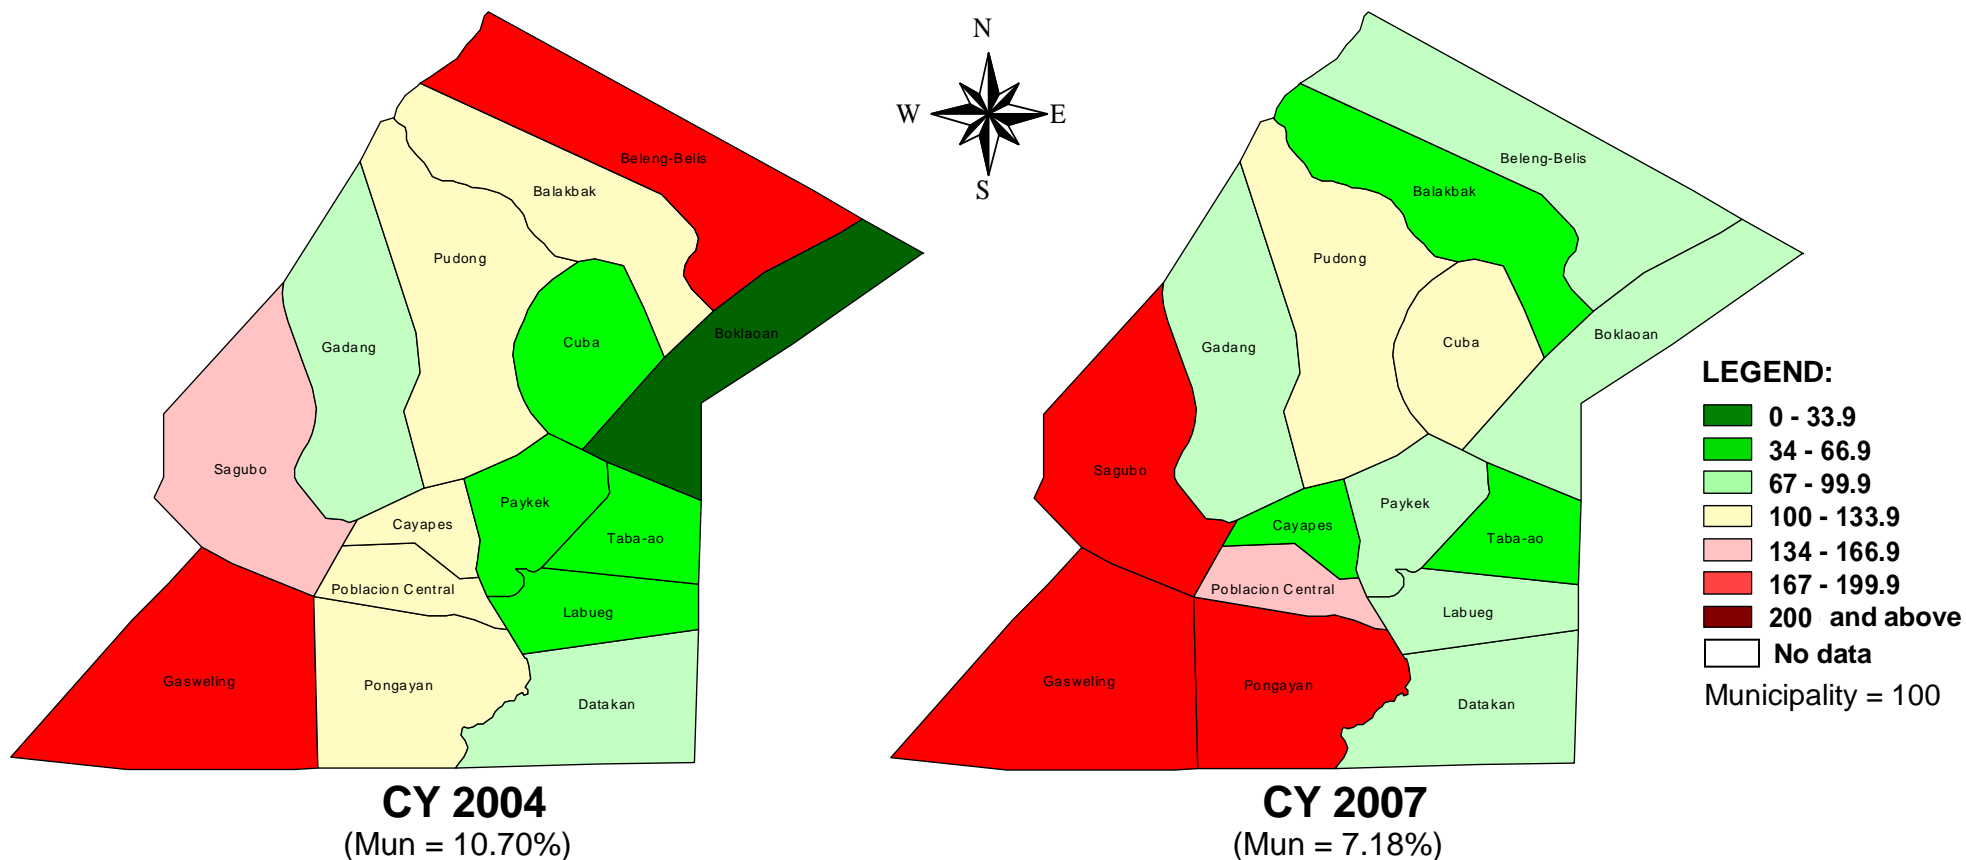 N
W
E
S
Beleng-Belis
Balakbak
Pudong
Cuba
Boklaoan
Gadang
Sagubo
Paykek
Cayapes
Taba-ao
Poblacion Central
Labueg
Gasweling
Pongayan
Datakan
CY 2004
(Mun = 10.70%)
Beleng-Belis
Balakbak
Pudong
Cuba
Boklaoan
Gadang
Sagubo
Paykek
Cayapes
Taba-ao
Poblacion Central
Labueg
Gasweling
Pongayan
Datakan
CY 2007
(Mun = 7.18%)
LEGEND:
0 - 33.9
34 - 66.9
67 - 99.9
100 - 133.9
134 - 166.9
167 - 199.9
200 and above
No data
Municipality = 100